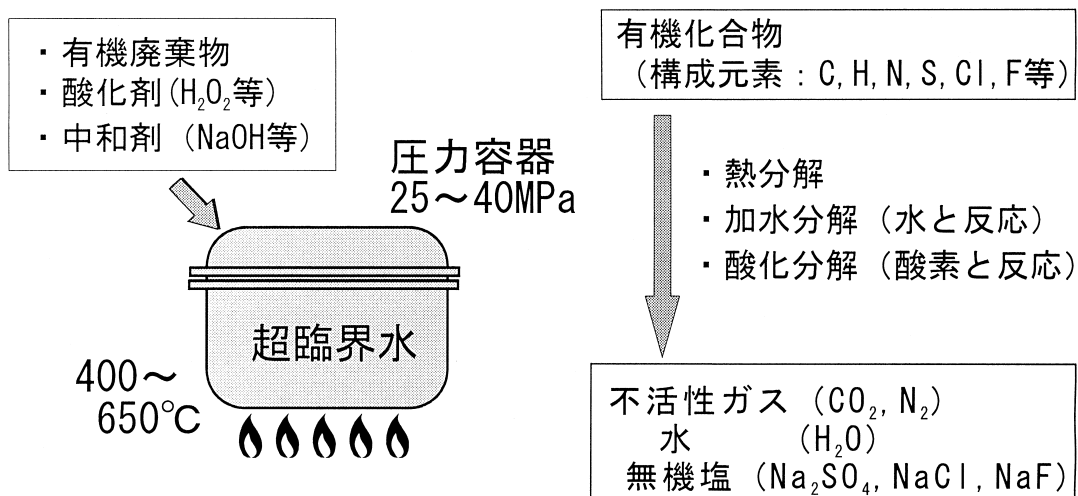 ・有機廃棄物
・酸化剤(H₂O₂等)
・中和剤（NaOH等）
圧力容器
25～40MPa
超臨界水
400～
650℃
有機化合物
（構成元素：C,H,N,S,Cl,F等）
・熱分解
・加水分解（水と反応）
・酸化分解（酸素と反応）
不活性ガス（CO₂,N₂）
水　（H₂O）
無機塩（Na₂SO₄,NaCl,NaF）